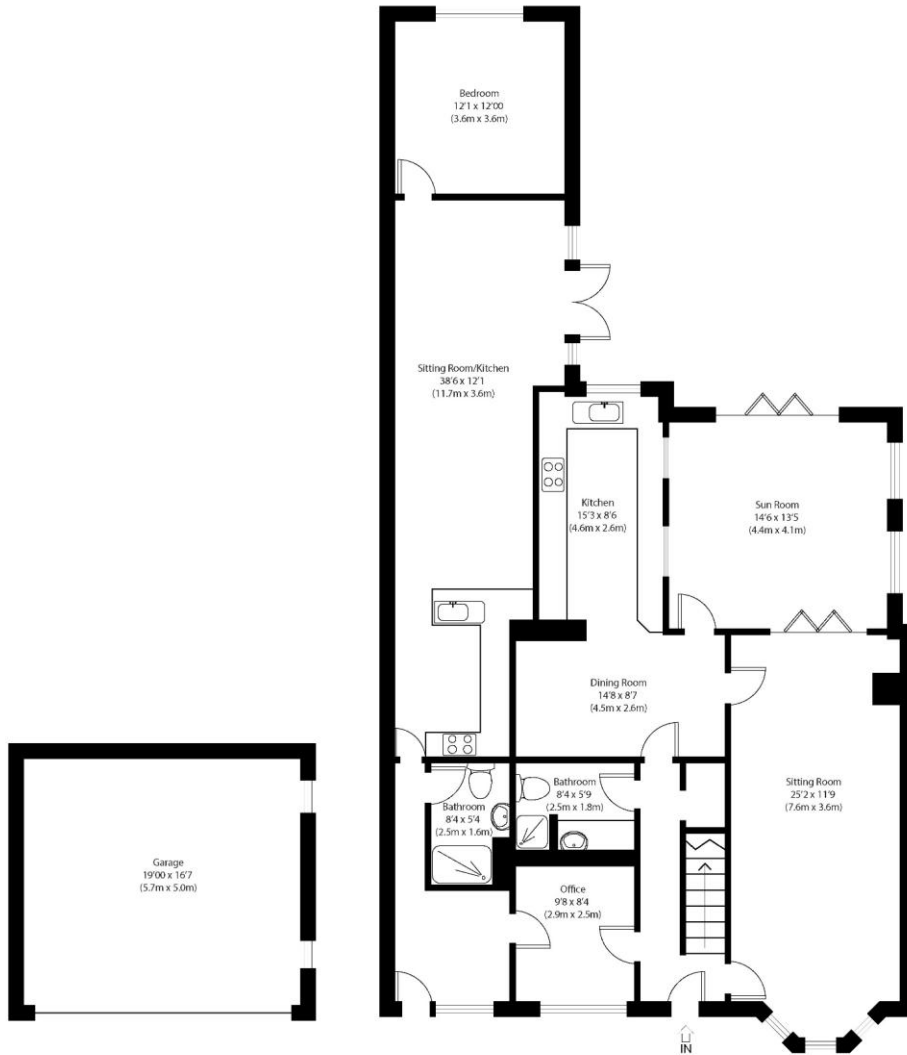 Bedroom
12'1 x 12'00
(3.6m x 3.6m)
Sitting Room/Kitchen
38'6 x 12'1
(11.7m x 3.6m)
Kitchen
15'3 x 8'6
(4.6m x 2.6m)
Sun Room
14'6 x 13'5
(4.4m x 4.1m)
Dining Room
14'8 x 8'7
(4.5m x 2.6m)
Sitting Room
25'2 x 11'9
(7.6m x 3.6m)
Bathroom
8'4 x 5'4
(2.5m x 1.6m)
Bathroom
8'4 x 5'9
(2.5m x 1.8m)
Office
9'8 x 8'4
(2.9m x 2.5m)
Garage
19'00 x 16'7
(5.7m x 5.0m)
IN